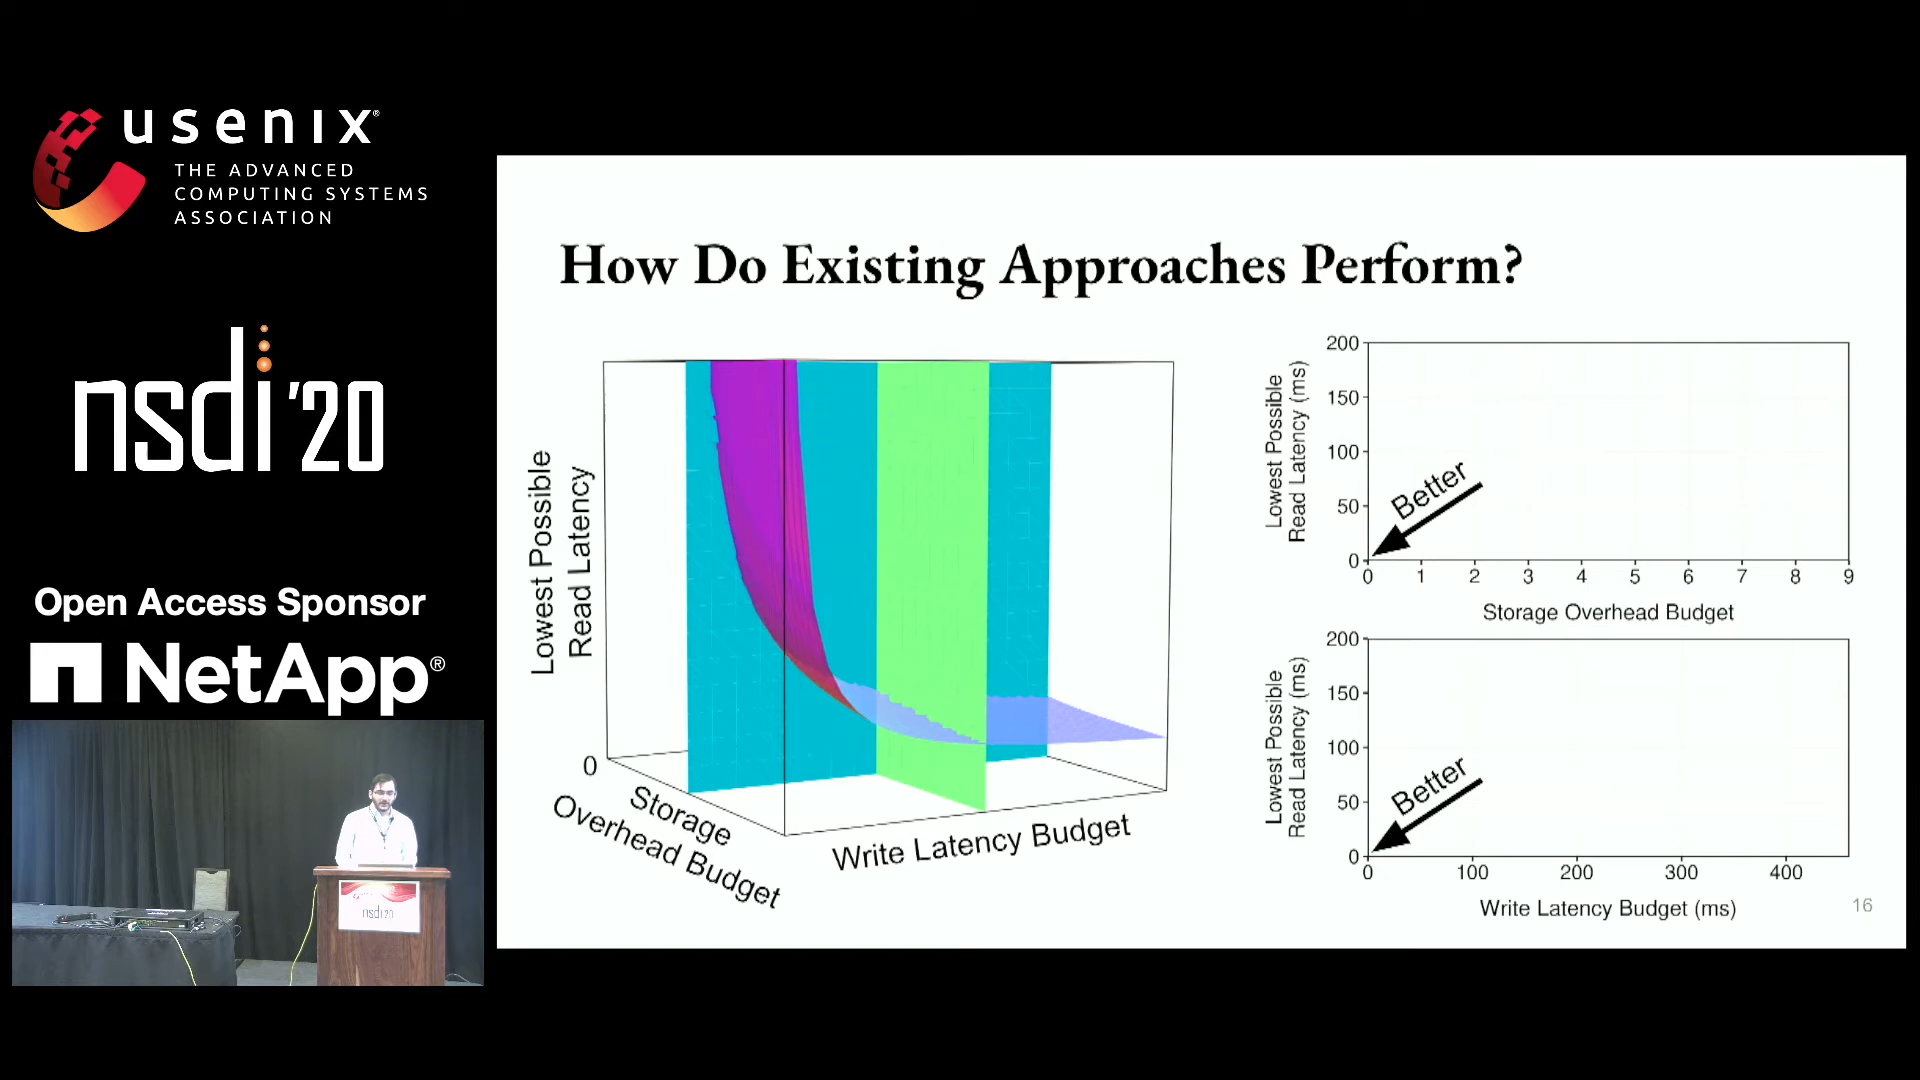 usenix®
THE ADVANCED
COMPUTING SYSTEMS
ASSOCIATION
nsdi '20
Open Access Sponsor
NetApp®
nsdi 20
How Do Existing Approaches Perform?
Lowest Possible
Read Latency
0
Storage
Overhead Budget
Write Latency Budget
Lowest Possible
Read Latency (ms)
200
150
100
50
0
Better
0 1 2 3 4 5 6 7 8 9
Storage Overhead Budget
Lowest Possible
Read Latency (ms)
200
150
100
50
0
Better
0 100 200 300 400
Write Latency Budget (ms)
16